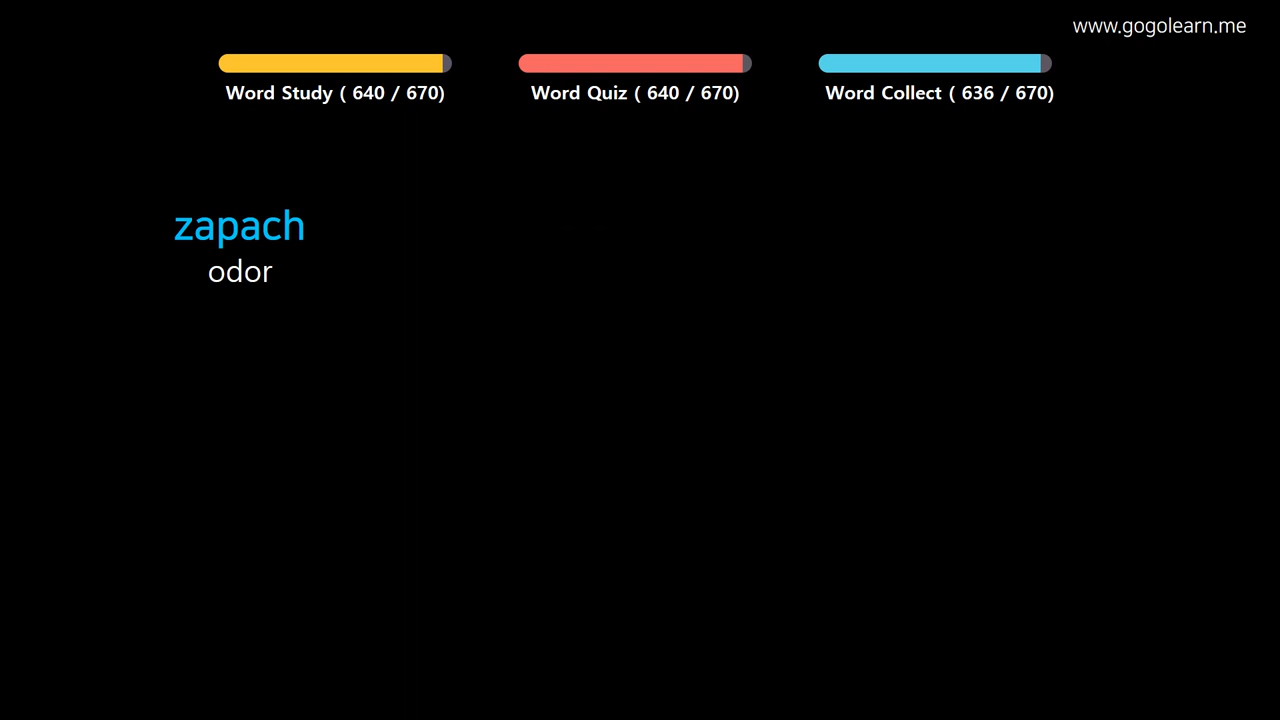 www.gogolearn.me
Word Study ( 640 / 670)
Word Quiz ( 640 / 670)
Word Collect ( 636 / 670)
zapach
odor